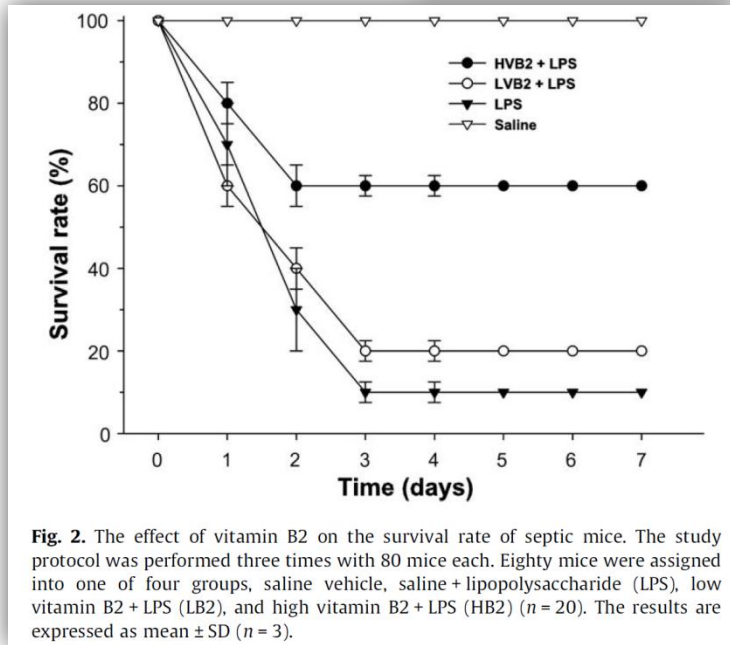 100
80
60
40
20
0
Survival rate (%)
HVB2 + LPS
LVB2 + LPS
LPS
Saline
0 1 2 3 4 5 6 7
Time (days)
Fig. 2. The effect of vitamin B2 on the survival rate of septic mice. The study
protocol was performed three times with 80 mice each. Eighty mice were assigned
into one of four groups, saline vehicle, saline + lipopolysaccharide (LPS), low
vitamin B2 + LPS (LB2), and high vitamin B2 + LPS (HB2) (n = 20). The results are
expressed as mean ± SD (n = 3).